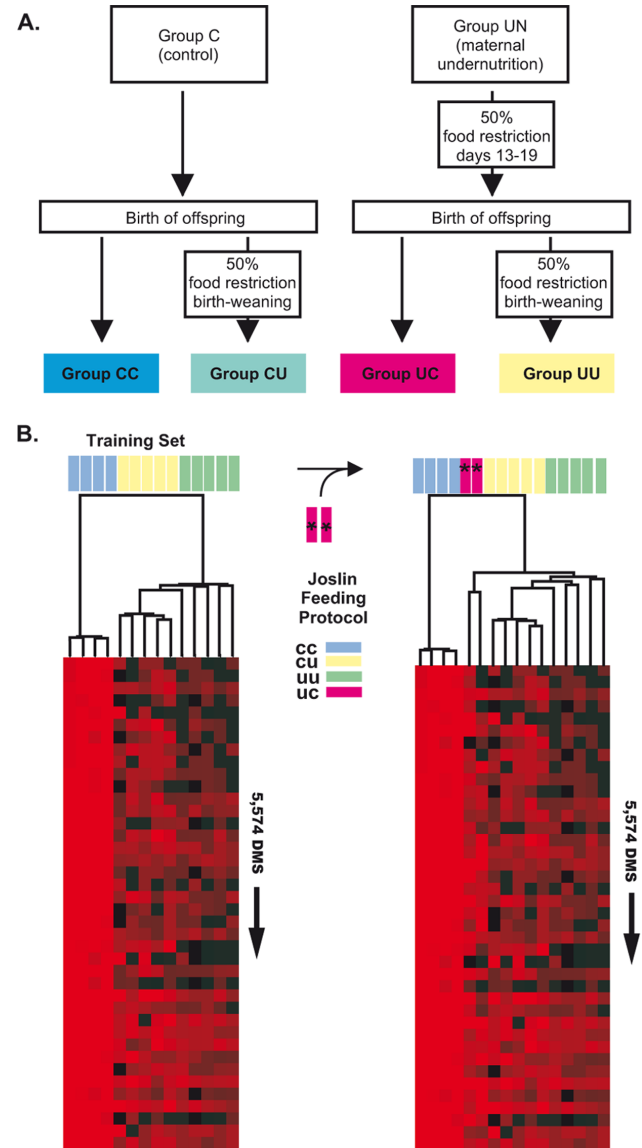 A.
Group C
(control)
Group UN
(maternal
undernutrition)
50%
food restriction
days 13-19
Birth of offspring
Birth of offspring
50%
food restriction
birth-weaning
50%
food restriction
birth-weaning
Group CC
Group CU
Group UC
Group UU
B.
Training Set
**
**
Joslin
Feeding
Protocol
cc
cu
uu
uc
5,574 DMS
5,574 DMS